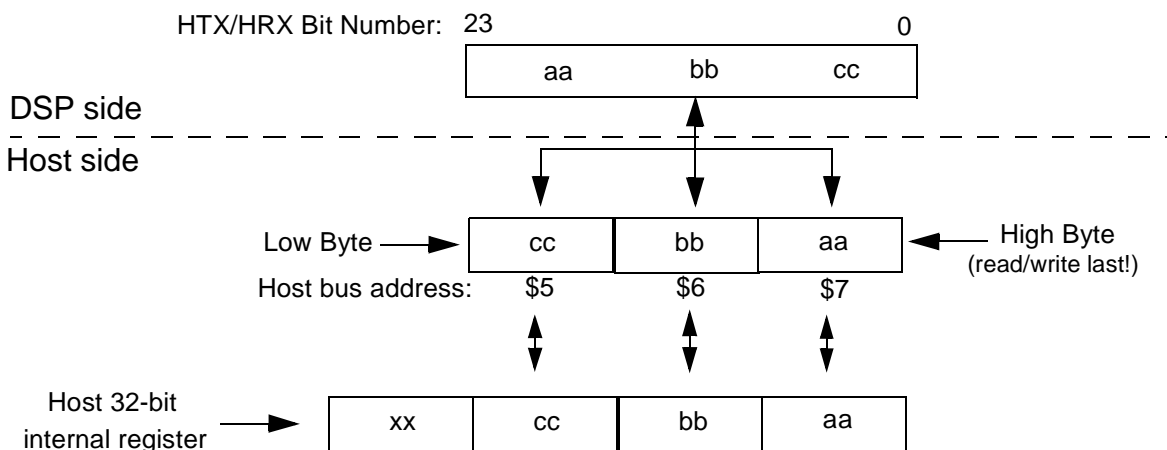 HTX/HRX Bit Number: 23 0
aa bb cc
DSP side
Host side
Low Byte cc bb aa High Byte
(read/write last!)
Host bus address: $5 $6 $7
Host 32-bit
xx cc bb aa
internal register